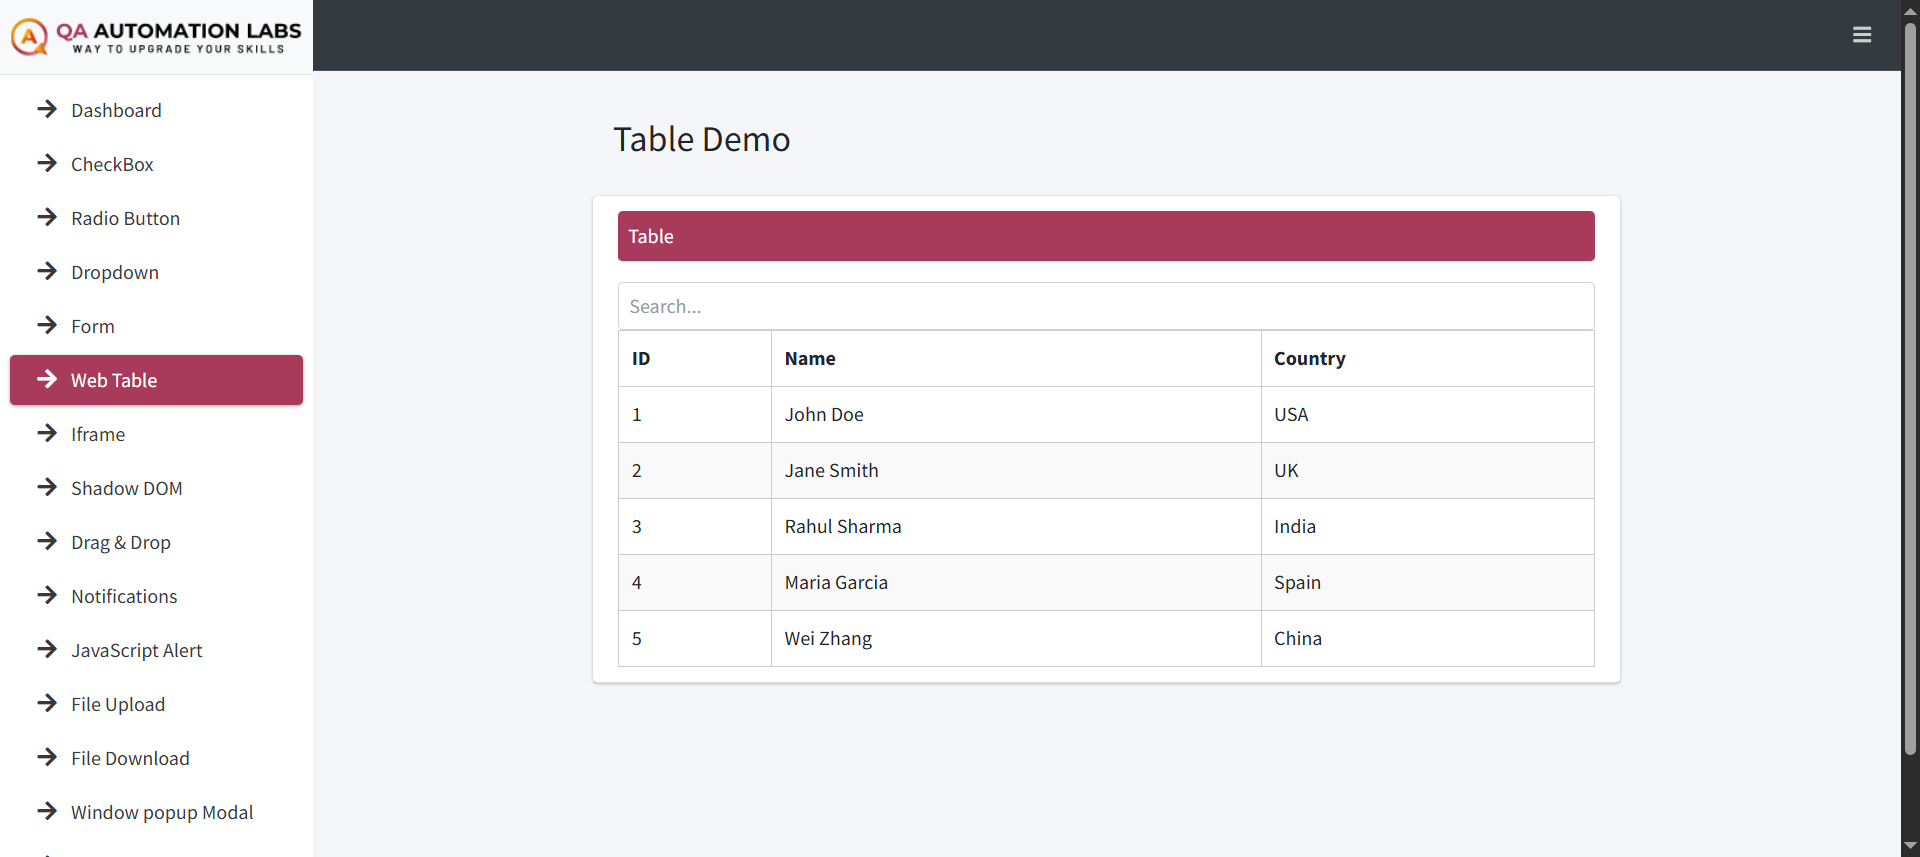 QA AUTOMATION LABS
WAY TO UPGRADE YOUR SKILLS
Dashboard
CheckBox
Radio Button
Dropdown
Form
Web Table
Iframe
Shadow DOM
Drag & Drop
Notifications
JavaScript Alert
File Upload
File Download
Window popup Modal
Table Demo
Table
Search...
ID Name Country
1 John Doe USA
2 Jane Smith UK
3 Rahul Sharma India
4 Maria Garcia Spain
5 Wei Zhang China